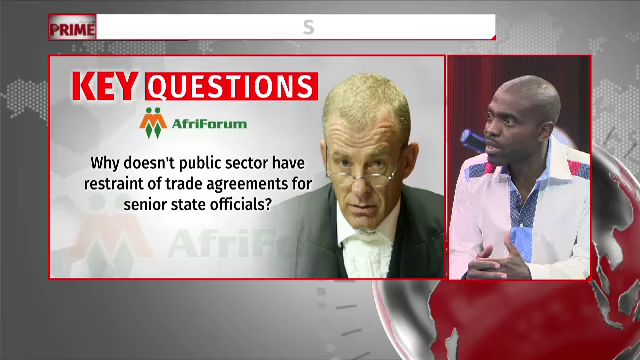 PRIME
S
KEY QUESTIONS
AfriForum
Why doesn't public sector have
restraint of trade agreements for
senior state officials?
AfriForum